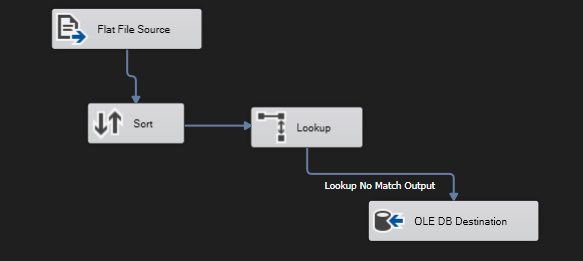 Flat File Source
Sort
Lookup
Lookup No Match Output
OLE DB Destination